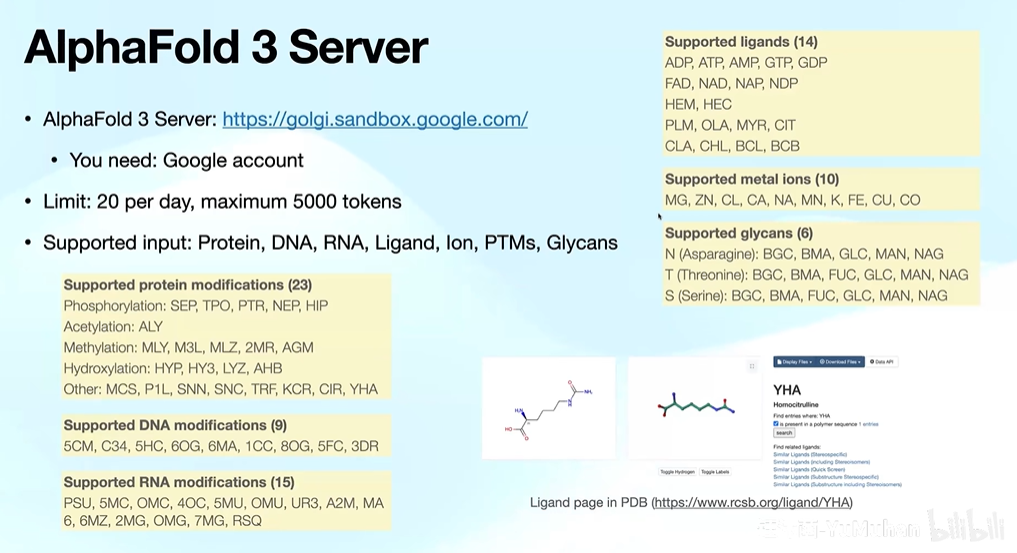 AlphaFold 3 Server
• AlphaFold 3 Server: https://golgi.sandbox.google.com/
• You need: Google account
• Limit: 20 per day, maximum 5000 tokens
• Supported input: Protein, DNA, RNA, Ligand, Ion, PTMs, Glycans
Supported protein modifications (23)
Phosphorylation: SEP, TPO, PTR, NEP, HIP
Acetylation: ALY
Methylation: MLY, M3L, MLZ, 2MR, AGM
Hydroxylation: HYP, HY3, LYZ, AHB
Other: MCS, P1L, SNN, SNC, TRF, KCR, CIR, YHA
Supported DNA modifications (9)
5CM, C34, 5HC, 6OG, 6MA, 1CC, 8OG, 5FC, 3DR
Supported RNA modifications (15)
PSU, 5MC, OMC, 4OC, 5MU, OMU, UR3, A2M, MA
6, 6MZ, 2MG, OMG, 7MG, RSQ
Supported ligands (14)
ADP, ATP, AMP, GTP, GDP
FAD, NAD, NAP, NDP
HEM, HEC
PLM, OLA, MYR, CIT
CLA, CHL, BCL, BCB
Supported metal ions (10)
MG, ZN, CL, CA, NA, MN, K, FE, CU, CO
Supported glycans (6)
N (Asparagine): BGC, BMA, GLC, MAN, NAG
T (Threonine): BGC, BMA, FUC, GLC, MAN, NAG
S (Serine): BGC, BMA, FUC, GLC, MAN, NAG
H₂N
HO
O
N
H
O
NH₂
Toggle Hydrogen Toggle Labels
Display Files Download Files Data API
YHA
Homocitrulline
Find entries where: YHA
is present in a polymer sequence 1 entries
search
Find related ligands:
Similar Ligands (Stereospecific)
Similar Ligands (including Stereoisomers)
Similar Ligands (Quick Screen)
Similar Ligands (Substructure Stereospecific)
Similar Ligands (Substructure including Stereoisomers)
Ligand page in PDB (https://www.rcsb.org/ligand/YHA)
YuMuhan bilibili